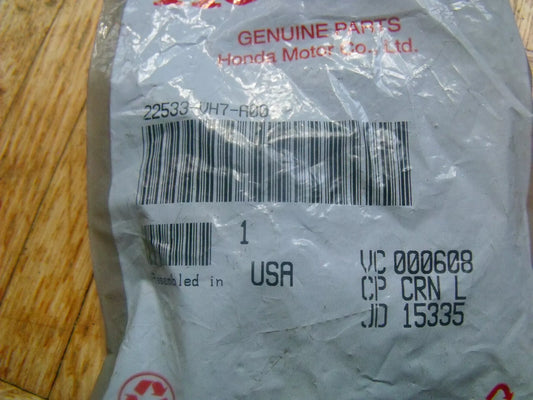 GENUINE PARTS
Honda Motor Co., Ltd.
22533-VH7-A00
1
Assembled in USA
VC 000608
CP CRN L
JD 15335